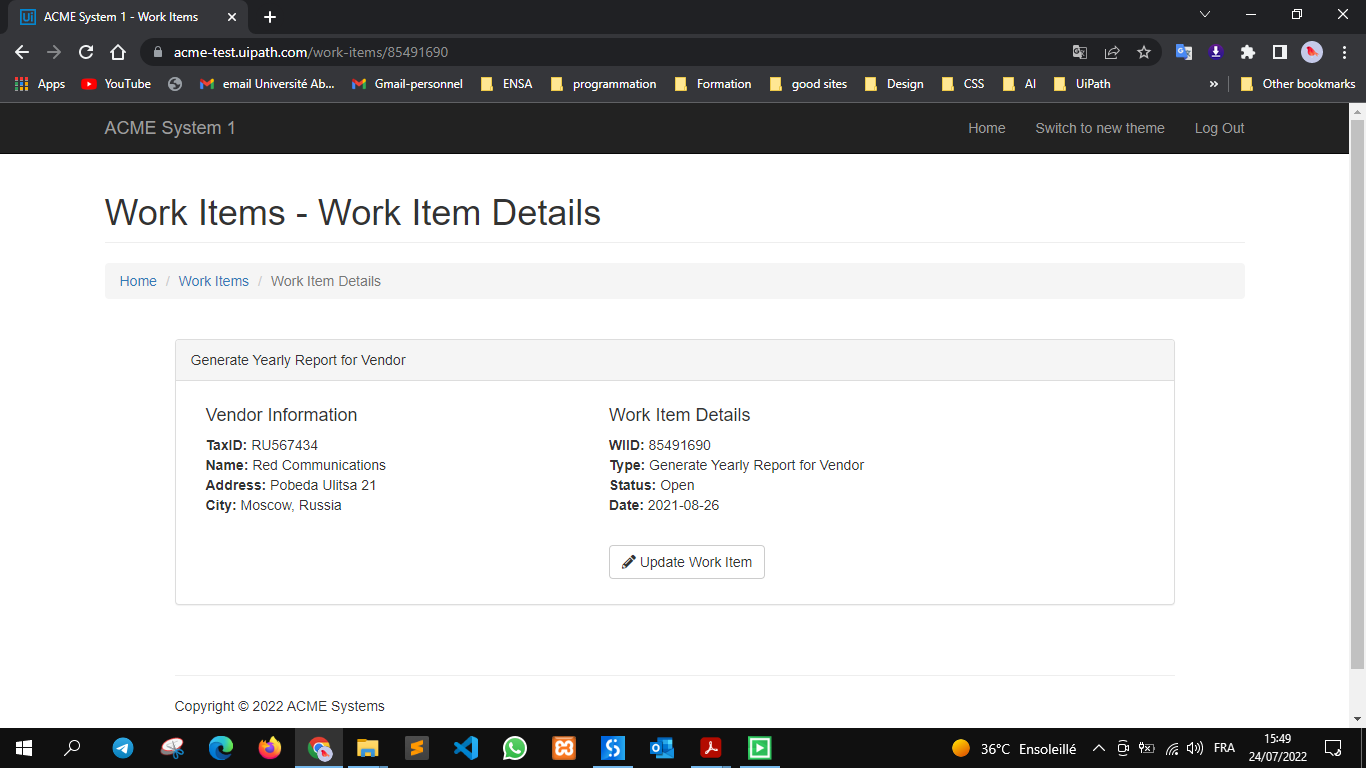 ACME System 1 - Work Items
acme-test.uipath.com/work-items/85491690
Apps YouTube email Université Ab... Gmail-personnel ENSA programmation Formation good sites Design CSS AI UiPath » Other bookmarks
ACME System 1 Home Switch to new theme Log Out
Work Items - Work Item Details
Home / Work Items / Work Item Details
Generate Yearly Report for Vendor
Vendor Information
TaxID: RU567434
Name: Red Communications
Address: Pobeda Ulitsa 21
City: Moscow, Russia
Work Item Details
WIID: 85491690
Type: Generate Yearly Report for Vendor
Status: Open
Date: 2021-08-26
Update Work Item
Copyright © 2022 ACME Systems
36°C Ensoleillé FRA 15:49
24/07/2022